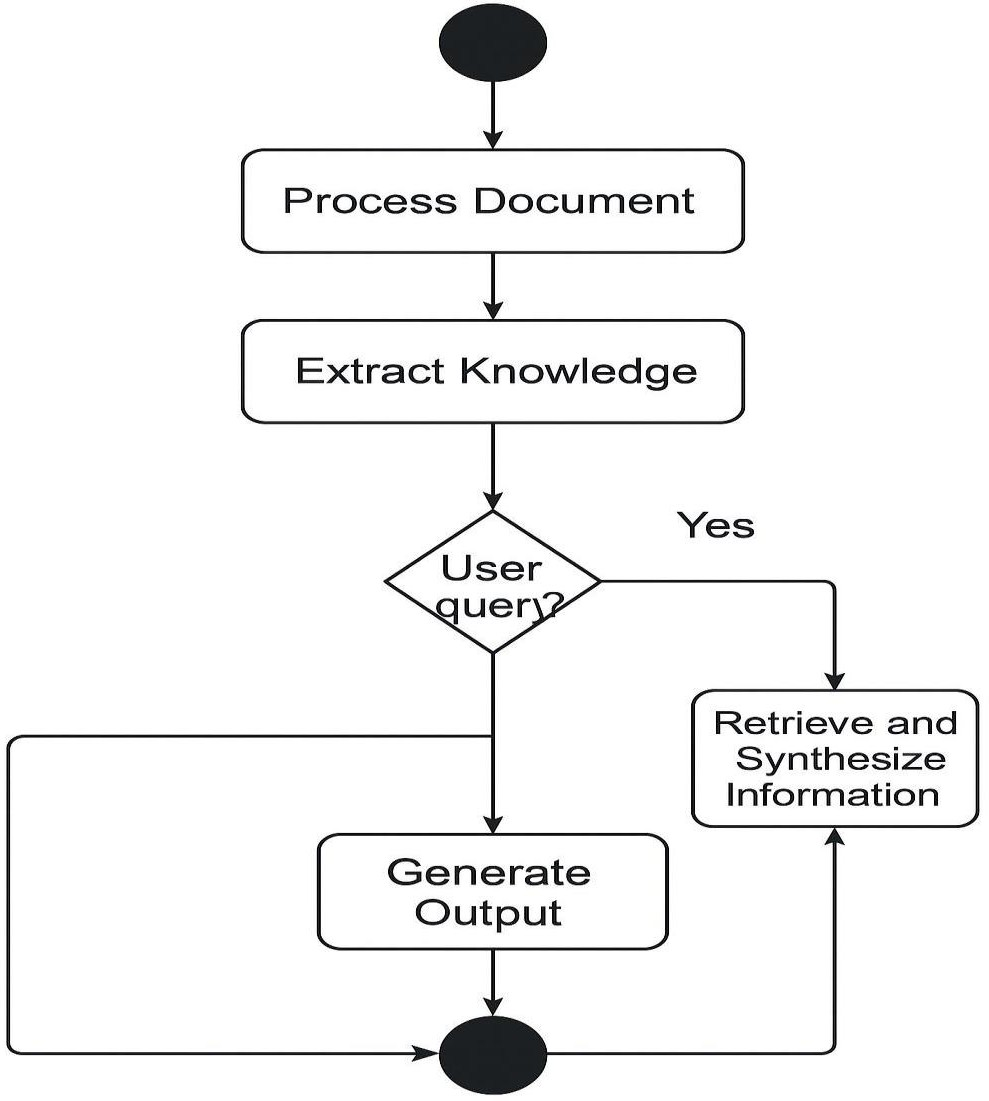 Process Document
Extract Knowledge
Yes
User
query?
Retrieve and
Synthesize
Information
Generate
Output